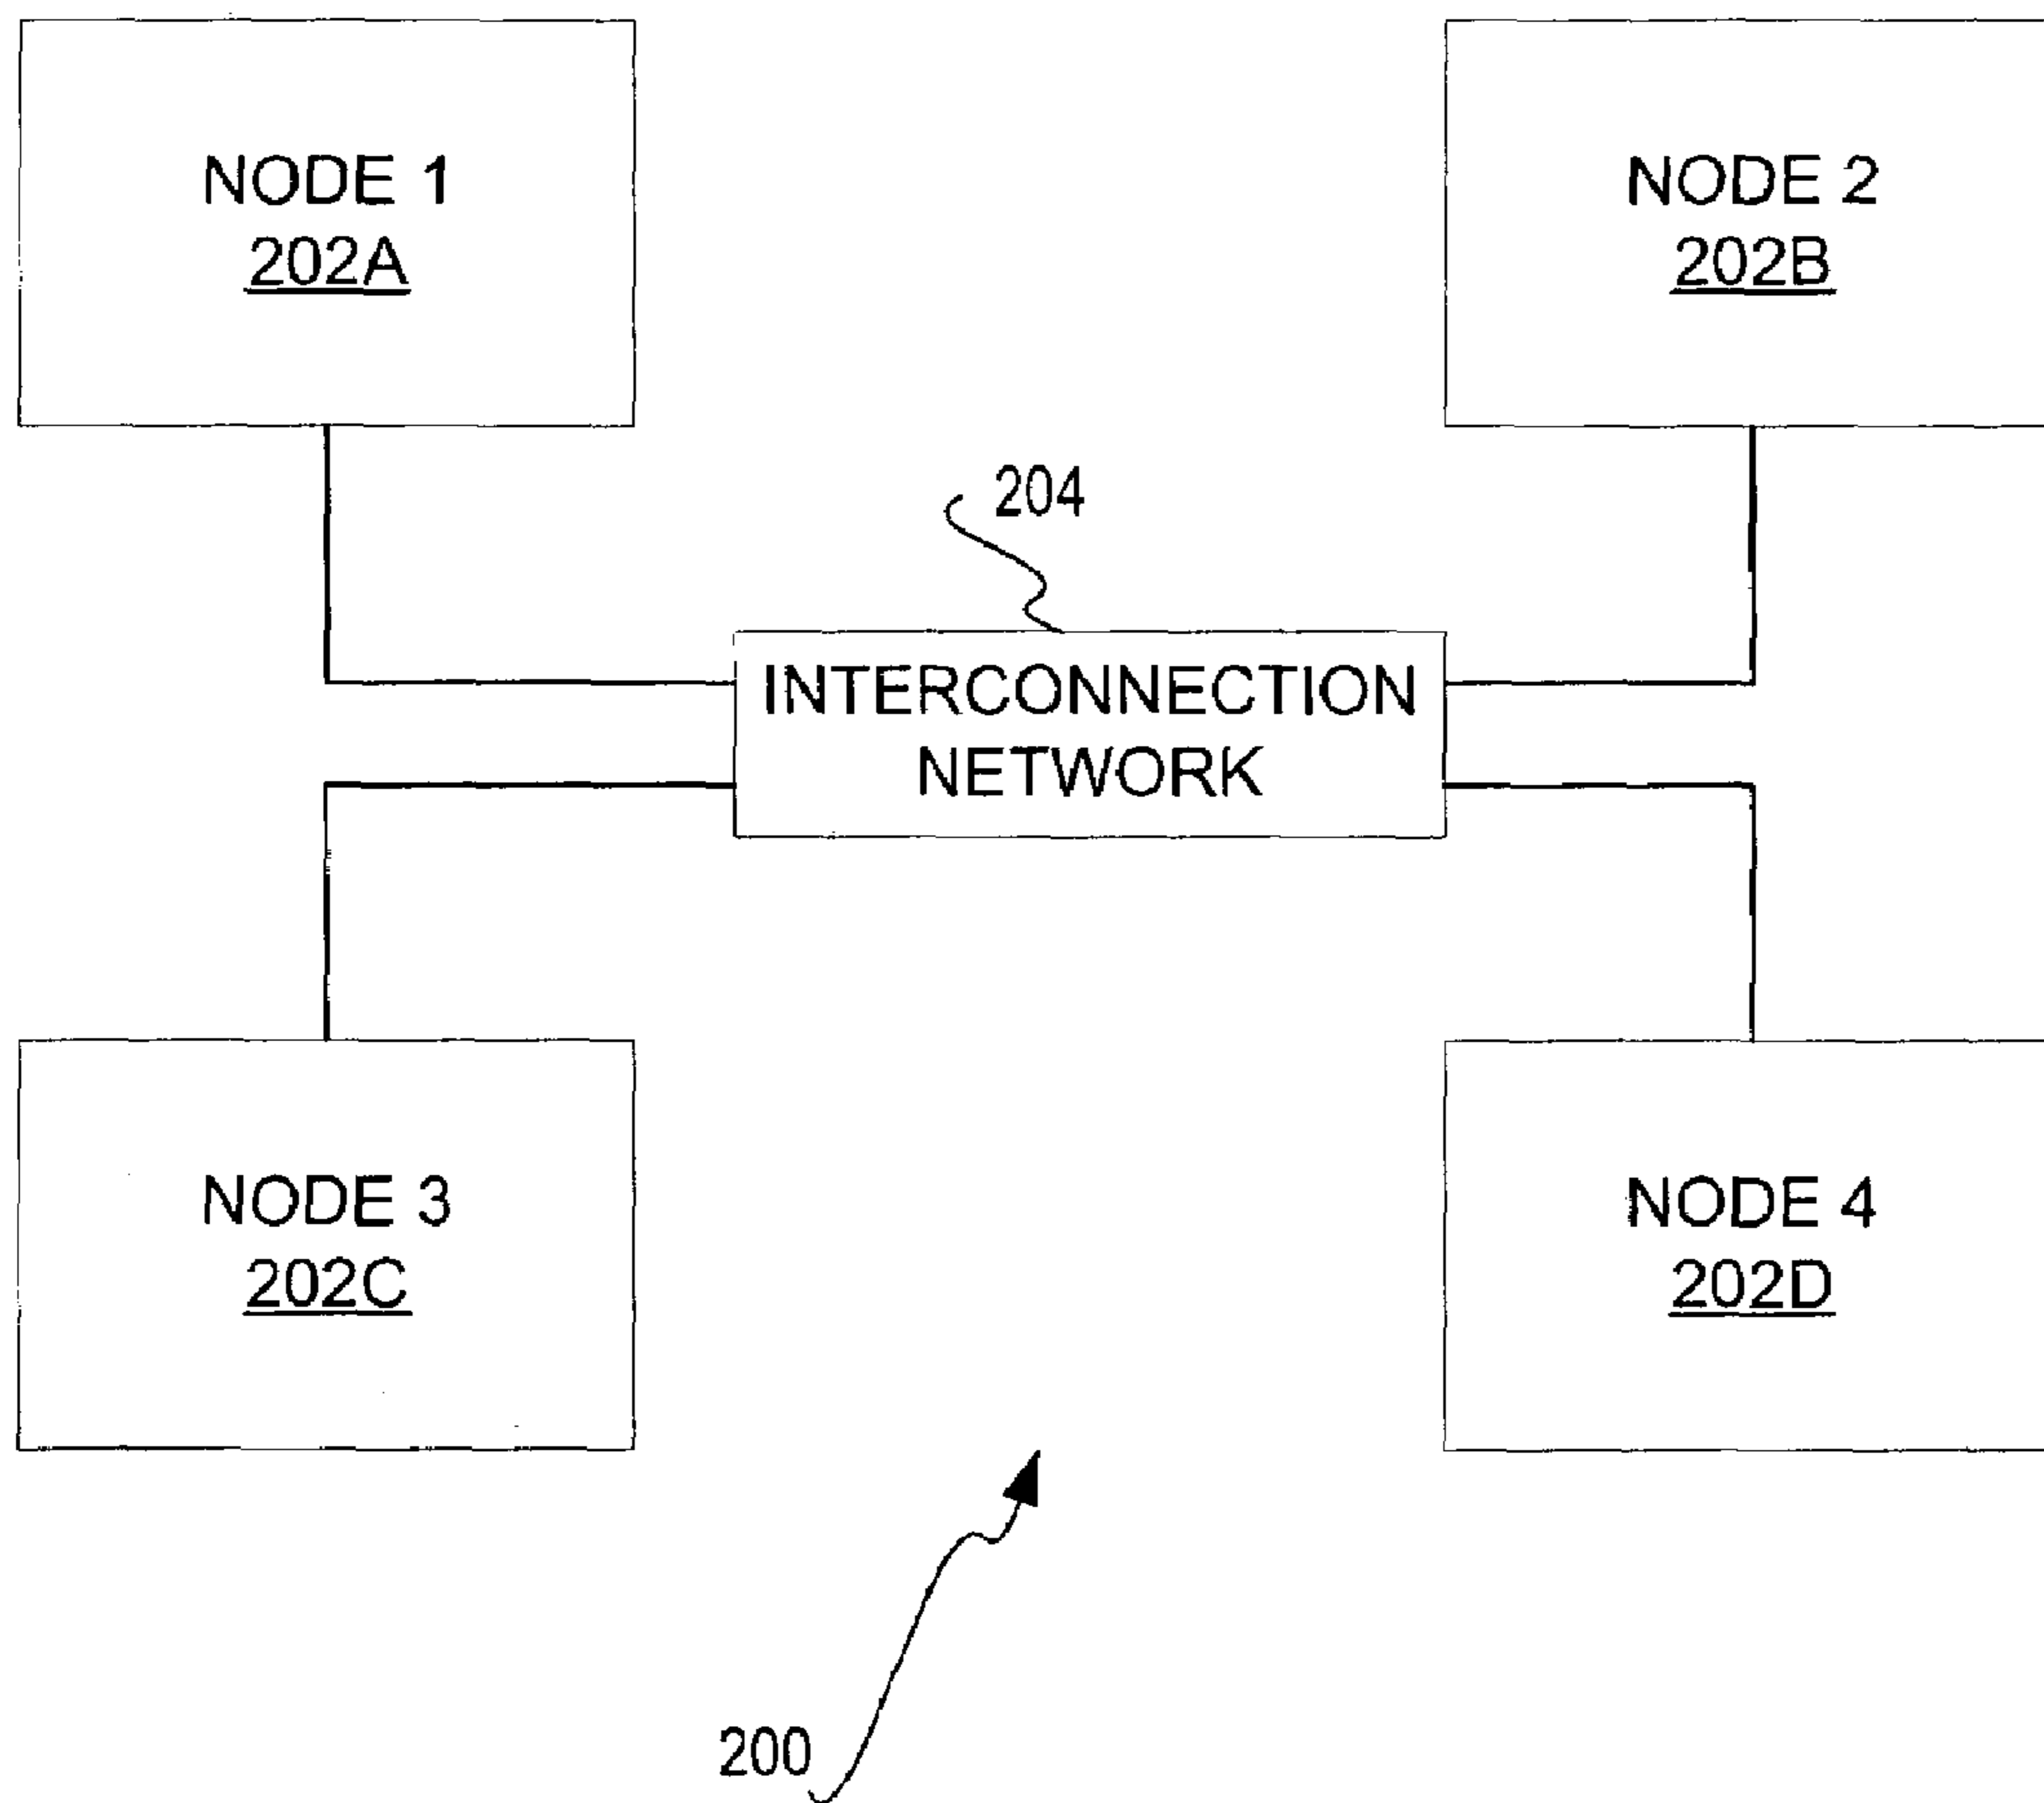 NODE 1
202A
NODE 2
202B
204
INTERCONNECTION
NETWORK
NODE 3
202C
NODE 4
202D
200